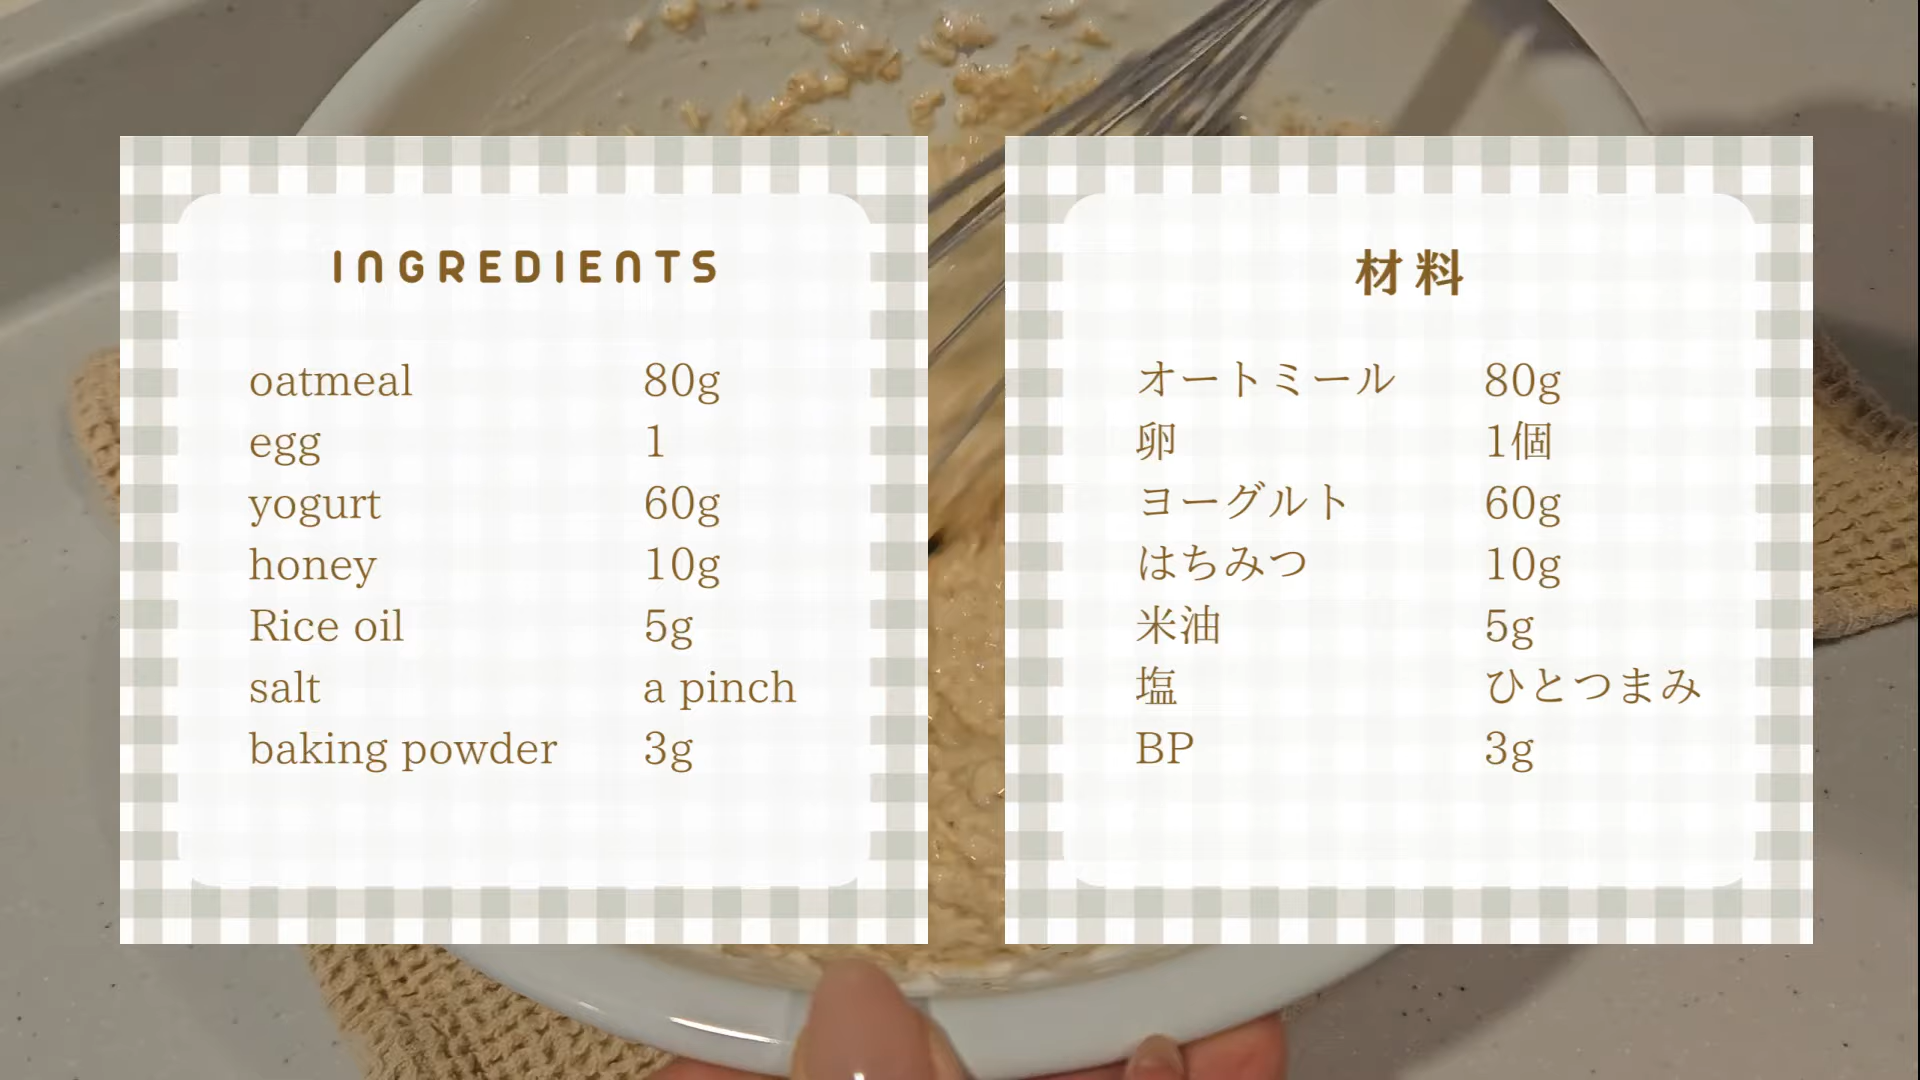 INGREDIENTS
oatmeal 80g
egg 1
yogurt 60g
honey 10g
Rice oil 5g
salt a pinch
baking powder 3g
材料
オートミール 80g
卵 1個
ヨーグルト 60g
はちみつ 10g
米油 5g
塩 ひとつまみ
BP 3g